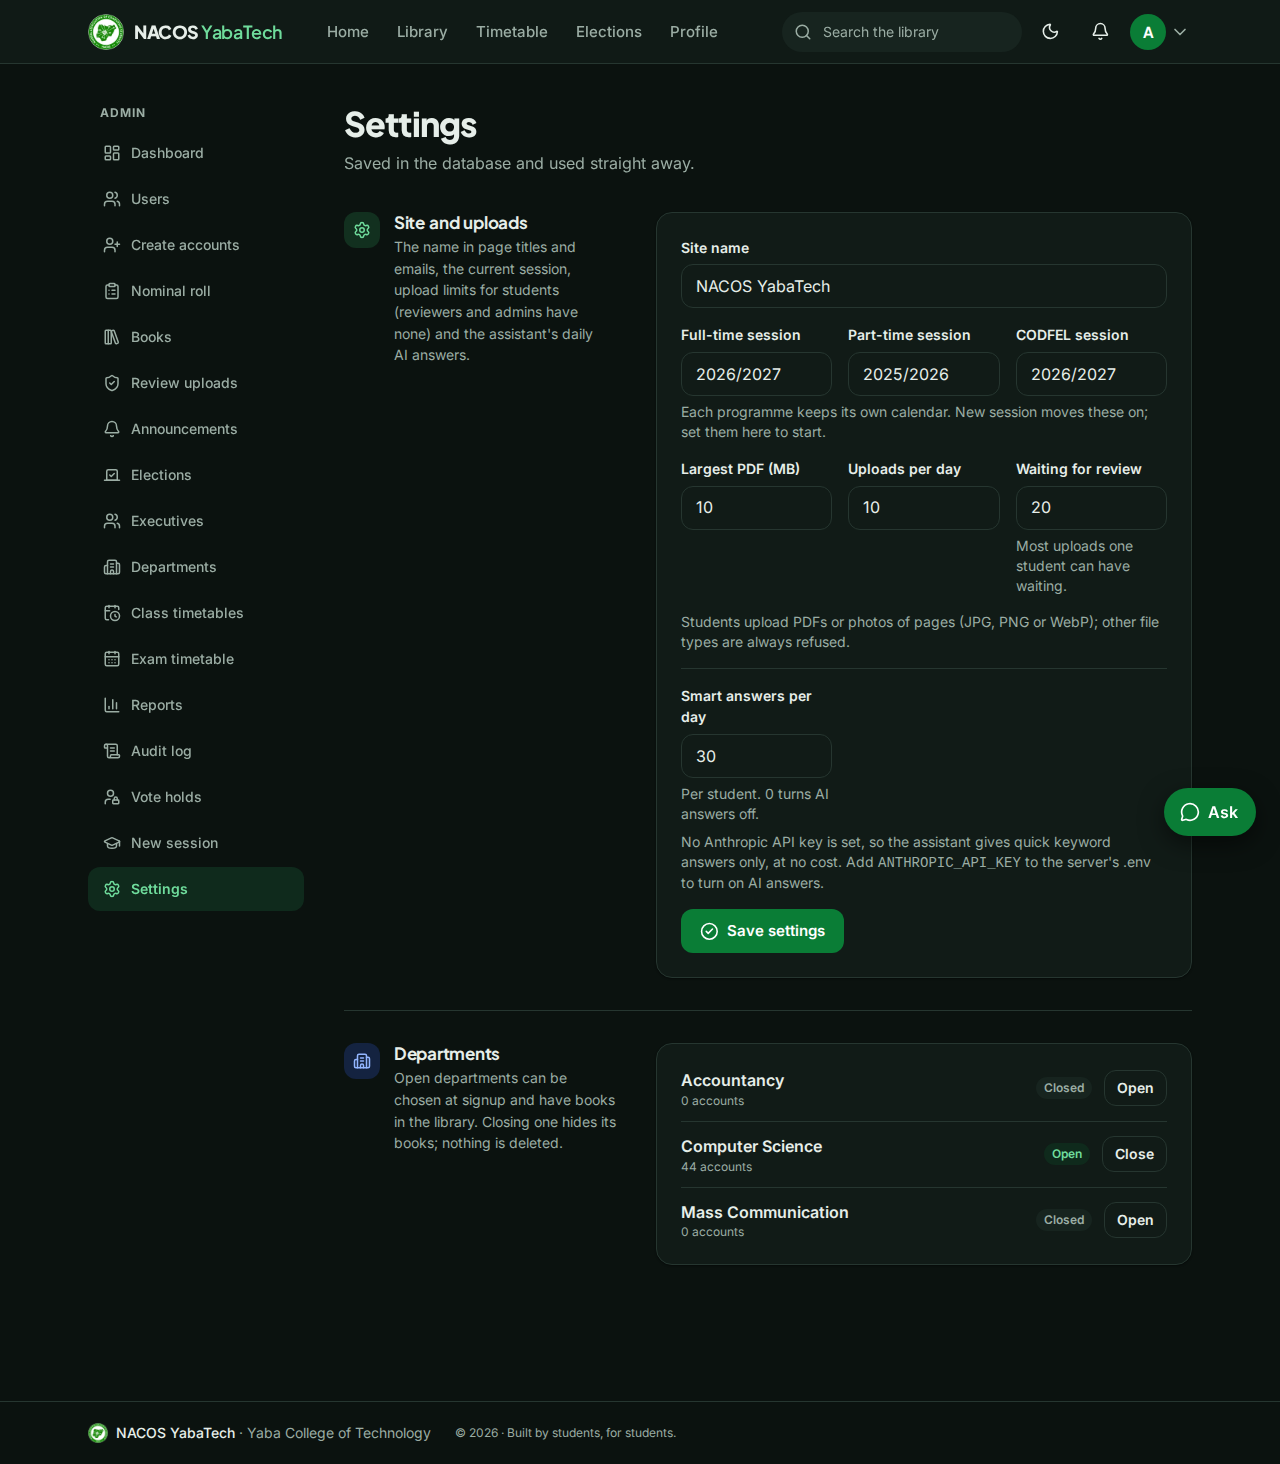 NACOS YabaTech
Home
Library
Timetable
Elections
Profile
Search the library
A
ADMIN
Dashboard
Users
Create accounts
Nominal roll
Books
Review uploads
Announcements
Elections
Executives
Departments
Class timetables
Exam timetable
Reports
Audit log
Vote holds
New session
Settings
Settings
Saved in the database and used straight away.
Site and uploads
The name in page titles and
emails, the current session,
upload limits for students
(reviewers and admins have
none) and the assistant's daily
AI answers.
Site name
NACOS YabaTech
Full-time session
Part-time session
CODFEL session
2026/2027
2025/2026
2026/2027
Each programme keeps its own calendar. New session moves these on;
set them here to start.
Largest PDF (MB)
Uploads per day
Waiting for review
10
10
20
Most uploads one
student can have
waiting.
Students upload PDFs or photos of pages (JPG, PNG or WebP); other file
types are always refused.
Smart answers per
day
30
Per student. 0 turns AI
answers off.
No Anthropic API key is set, so the assistant gives quick keyword
answers only, at no cost. Add ANTHROPIC_API_KEY to the server's .env
to turn on AI answers.
Save settings
Ask
Departments
Open departments can be
chosen at signup and have books
in the library. Closing one hides its
books; nothing is deleted.
Accountancy
0 accounts
Closed
Open
Computer Science
44 accounts
Open
Close
Mass Communication
0 accounts
Closed
Open
NACOS YabaTech · Yaba College of Technology
© 2026 · Built by students, for students.